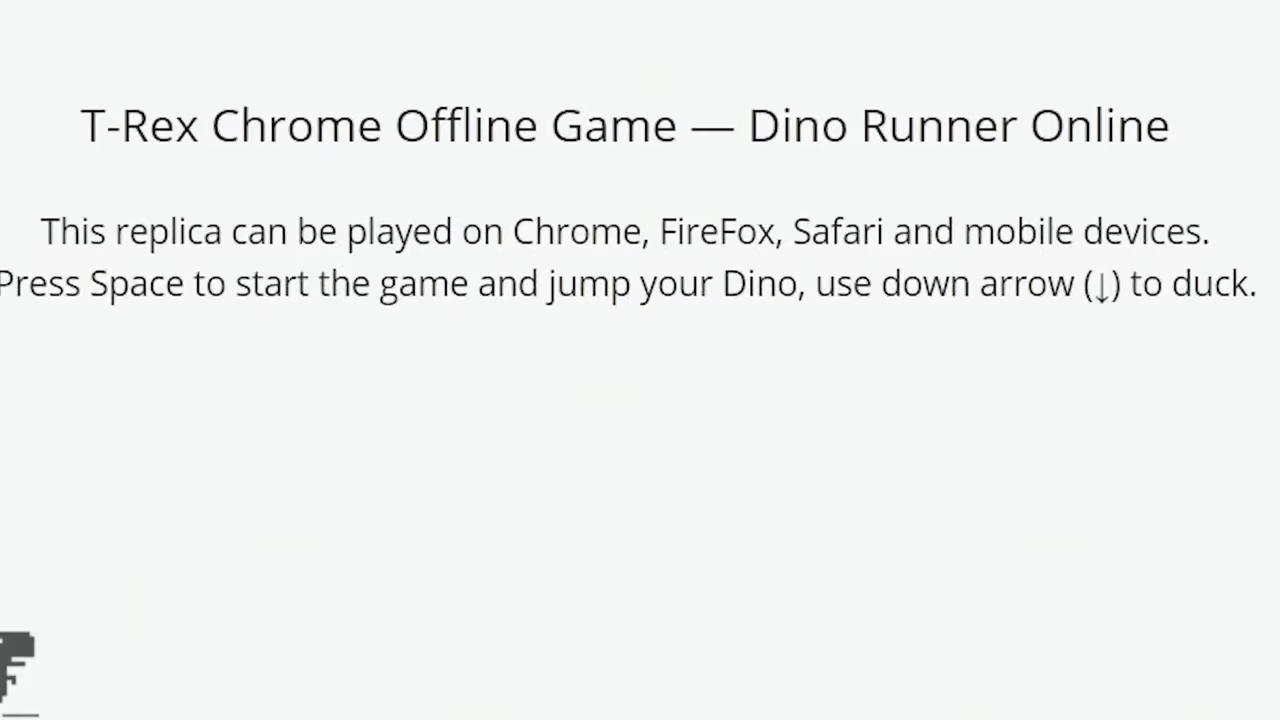 T-Rex Chrome Offline Game — Dino Runner Online
This replica can be played on Chrome, FireFox, Safari and mobile devices.
Press Space to start the game and jump your Dino, use down arrow (↓) to duck.